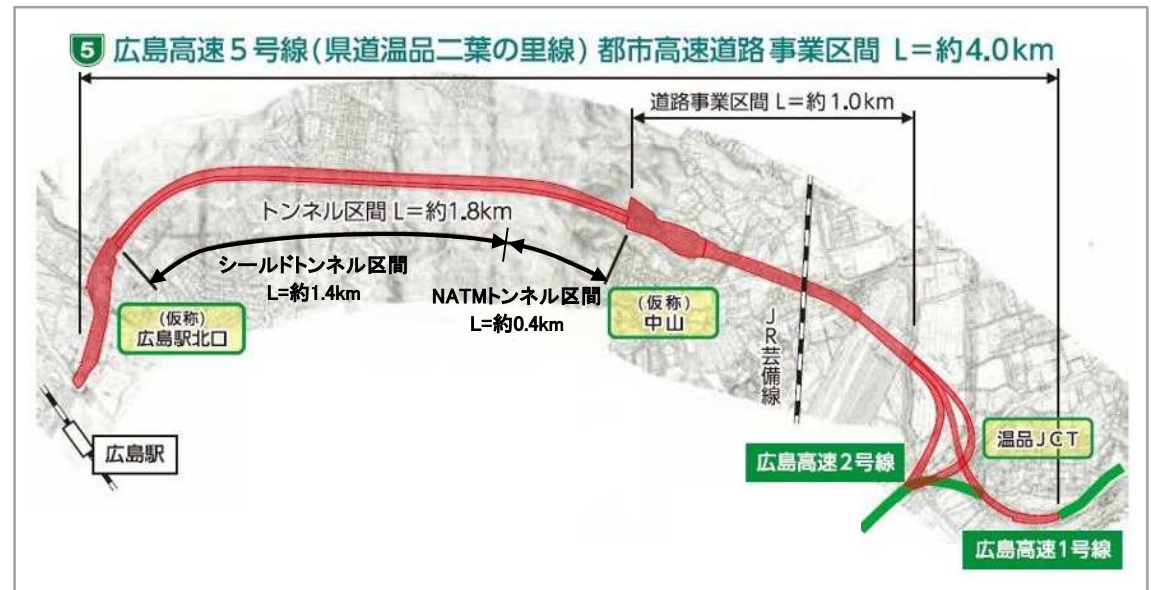 5 広島高速5号線(県道温品二葉の里線) 都市高速道路事業区間 L=約4.0km
道路事業区間 L=約1.0km
トンネル区間 L=約1.8km
シールドトンネル区間
L=約1.4km
NATMトンネル区間
L=約0.4km
(仮称)
広島駅北口
(仮称)
中山
JR芸備線
広島駅
温品JCT
広島高速2号線
広島高速1号線